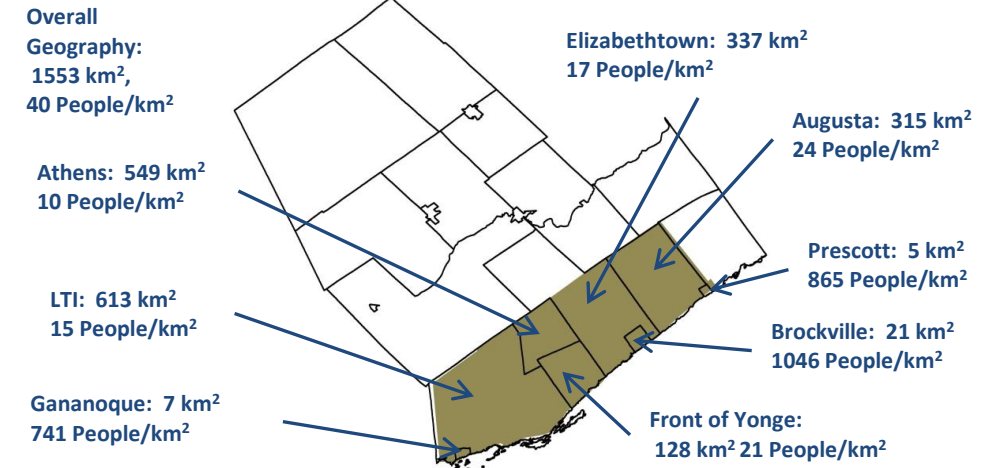 Overall
Geography:
1553 km²,
40 People/km²
Elizabethtown: 337 km²
17 People/km²
Augusta: 315 km²
24 People/km²
Athens: 549 km²
10 People/km²
Prescott: 5 km²
865 People/km²
LTI: 613 km²
15 People/km²
Brockville: 21 km²
1046 People/km²
Gananoque: 7 km²
741 People/km²
Front of Yonge:
128 km² 21 People/km²